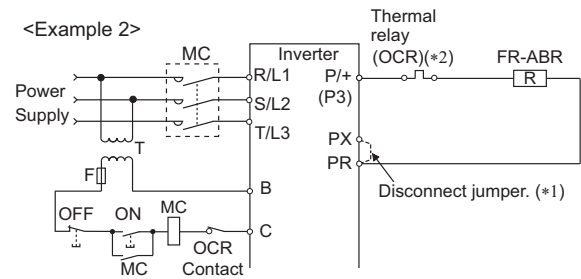 <Example 2>
Thermal
relay
(OCR)(*2)
FR-ABR
MC
Inverter
R/L1
P/+
(P3)
R
Power
Supply
S/L2
T/L3
PX
PR
T
F
B
Disconnect jumper. (*1)
OFF
ON
MC
C
OCR
Contact
MC